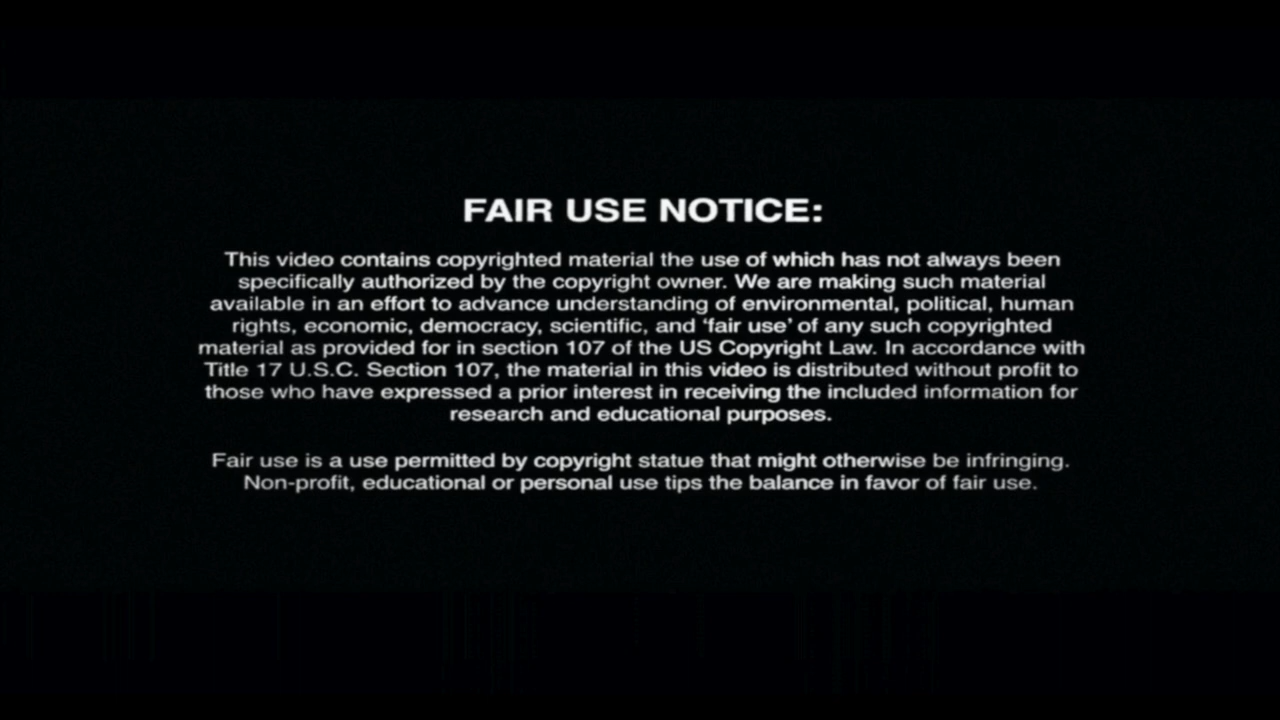 FAIR USE NOTICE:
This video contains copyrighted material the use of which has not always been
specifically authorized by the copyright owner. We are making such material
available in an effort to advance understanding of environmental, political, human
rights, economic, democracy, scientific, and ‘fair use’ of any such copyrighted
material as provided for in section 107 of the US Copyright Law. In accordance with
Title 17 U.S.C. Section 107, the material in this video is distributed without profit to
those who have expressed a prior interest in receiving the included information for
research and educational purposes.
Fair use is a use permitted by copyright statue that might otherwise be infringing.
Non-profit, educational or personal use tips the balance in favor of fair use.